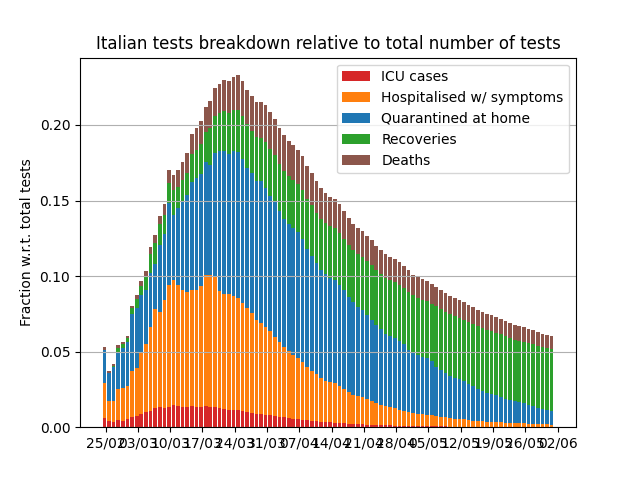 Italian tests breakdown relative to total number of tests
ICU cases
Hospitalised w/ symptoms
Quarantined at home
Recoveries
Deaths
Fraction w.r.t. total tests
0.20
0.15
0.10
0.05
0.00
25/02 03/03 10/03 17/03 24/03 31/03 07/04 14/04 21/04 28/04 05/05 12/05 19/05 26/05 02/06